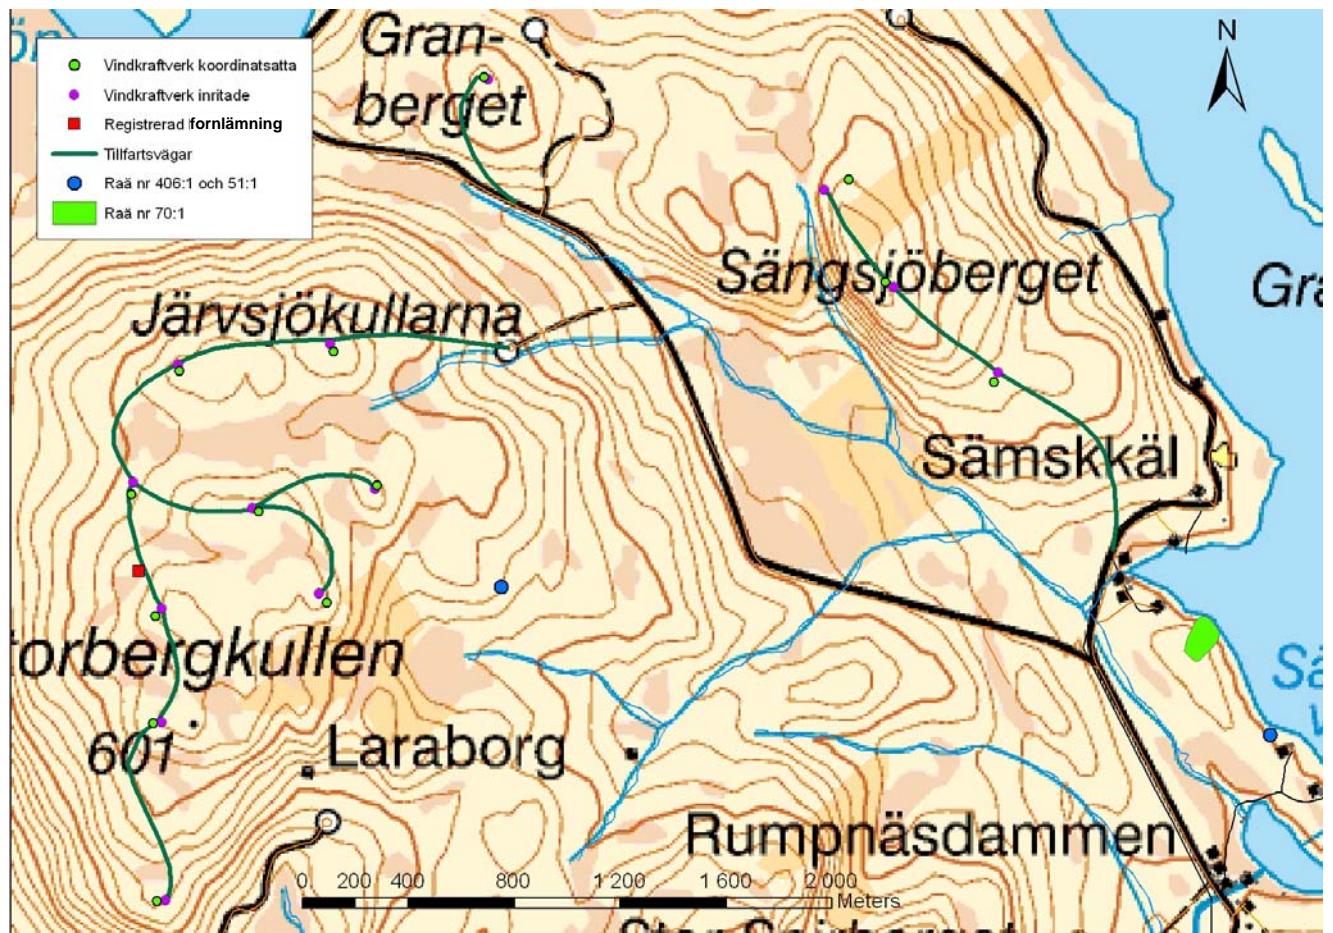 Gran-
berget
N
Vindkraftverk koordinatsatta
Vindkraftverk inritade
Registrerad fornlämning
Tillfartsvägar
Raä nr 406:1 och 51:1
Raä nr 70:1
Sängsjöberget
Gra
Järvsjökullarna
Sämskkäl
torbergkullen
Sä
601
Laraborg
Rumpnäsdammen
0 200 400 800 1 200 1 600 2 000
Meters